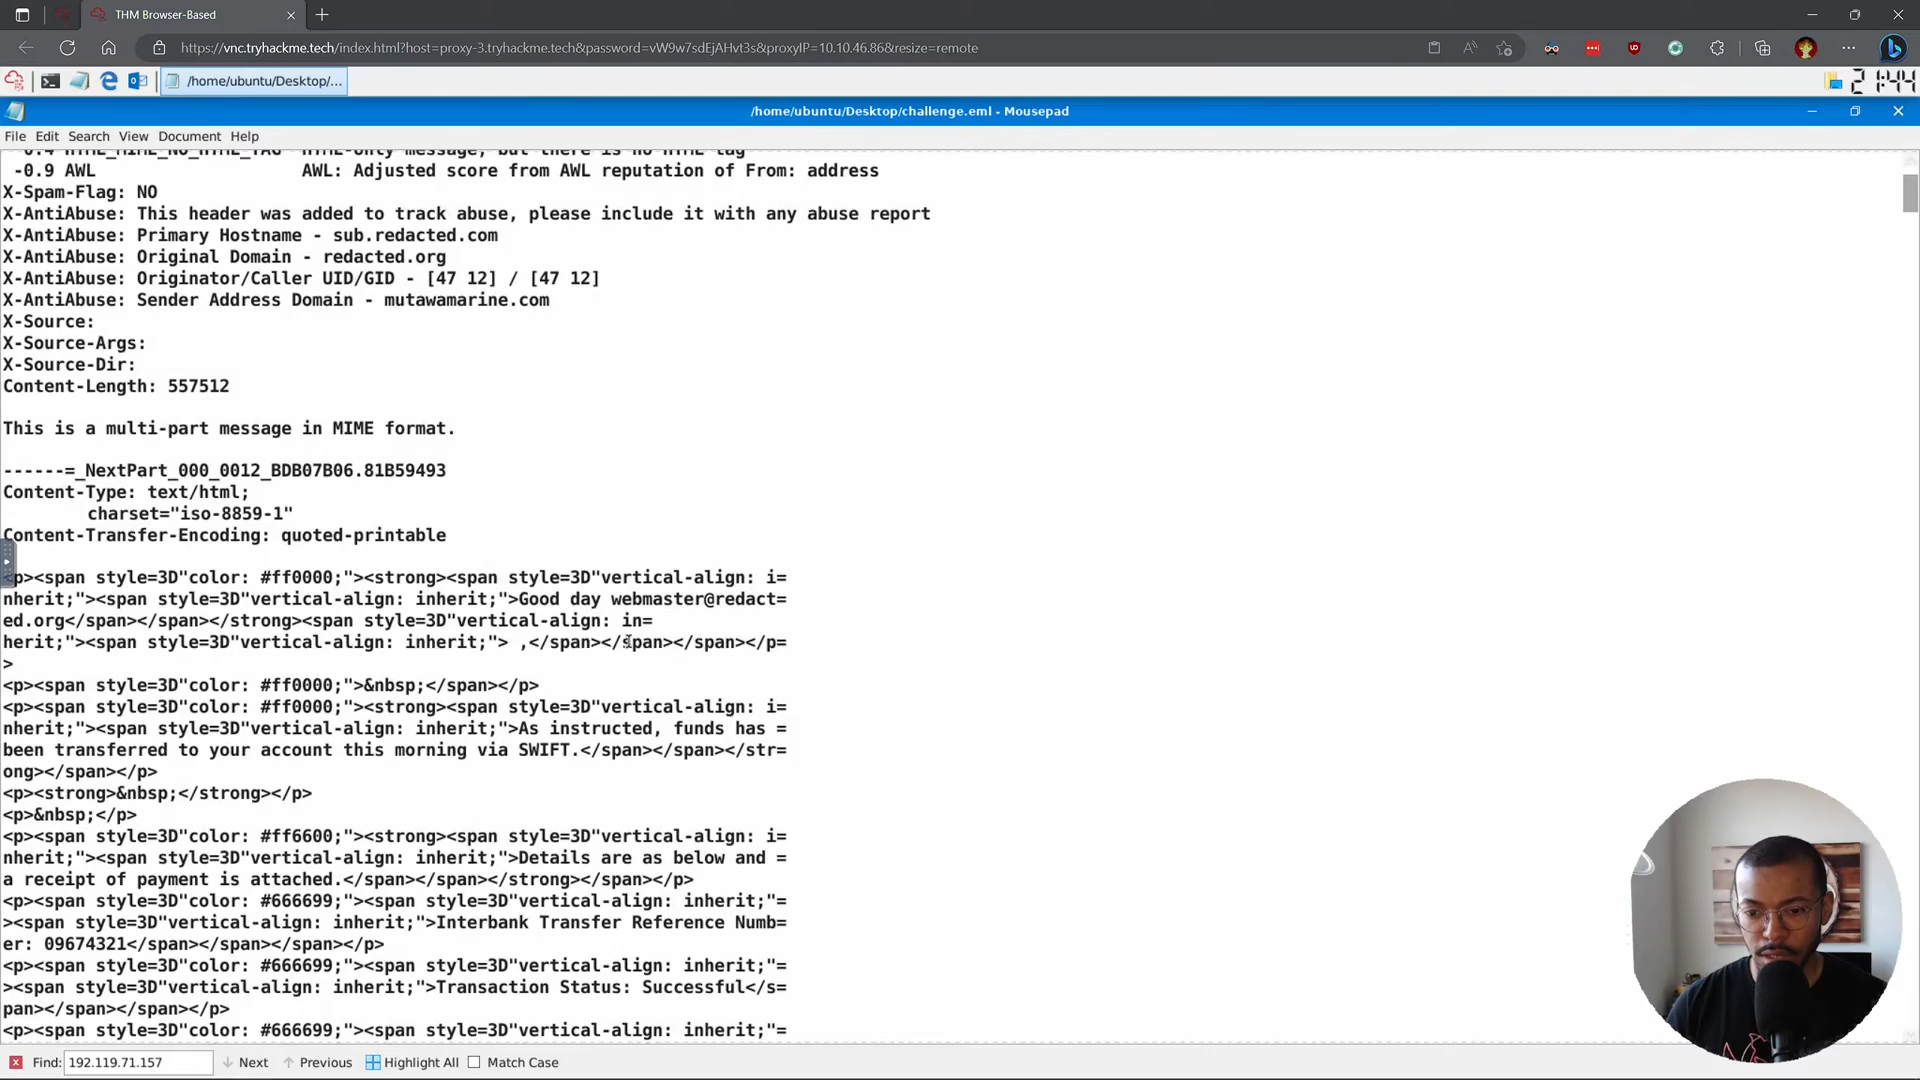 THM Browser-Based
https://vnc.tryhackme.tech/index.html?host=proxy-3.tryhackme.tech&password=vW9w7sdEjAHvt3s&proxyIP=10.10.46.86&resize=remote
/home/ubuntu/Desktop/...
21:44
/home/ubuntu/Desktop/challenge.eml - Mousepad
File Edit Search View Document Help
-0.4 HTML_MIME_NO_HTML_TAG HTML-only message, but there is no HTML tag
-0.9 AWL AWL: Adjusted score from AWL reputation of From: address
X-Spam-Flag: NO
X-AntiAbuse: This header was added to track abuse, please include it with any abuse report
X-AntiAbuse: Primary Hostname - sub.redacted.com
X-AntiAbuse: Original Domain - redacted.org
X-AntiAbuse: Originator/Caller UID/GID - [47 12] / [47 12]
X-AntiAbuse: Sender Address Domain - mutawamarine.com
X-Source:
X-Source-Args:
X-Source-Dir:
Content-Length: 557512
This is a multi-part message in MIME format.
------=_NextPart_000_0012_BDB07B06.81B59493
Content-Type: text/html;
charset="iso-8859-1"
Content-Transfer-Encoding: quoted-printable
<p><span style=3D"color: #ff0000;"><strong><span style=3D"vertical-align: i=
nherit;"><span style=3D"vertical-align: inherit;">Good day webmaster@redact=
ed.org</span></span></strong><span style=3D"vertical-align: in=
herit;"><span style=3D"vertical-align: inherit;"> ,</span></span></span></p=
>
<p><span style=3D"color: #ff0000;">&nbsp;</span></p>
<p><span style=3D"color: #ff0000;"><strong><span style=3D"vertical-align: i=
nherit;"><span style=3D"vertical-align: inherit;">As instructed, funds has =
been transferred to your account this morning via SWIFT.</span></span></str=
ong></span></p>
<p><strong>&nbsp;</strong></p>
<p>&nbsp;</p>
<p><span style=3D"color: #ff6600;"><strong><span style=3D"vertical-align: i=
nherit;"><span style=3D"vertical-align: inherit;">Details are as below and =
a receipt of payment is attached.</span></span></strong></span></p>
<p><span style=3D"color: #666699;"><span style=3D"vertical-align: inherit;"=
><span style=3D"vertical-align: inherit;">Interbank Transfer Reference Numb=
er: 09674321</span></span></span></p>
<p><span style=3D"color: #666699;"><span style=3D"vertical-align: inherit;"=
><span style=3D"vertical-align: inherit;">Transaction Status: Successful</s=
pan></span></span></p>
<p><span style=3D"color: #666699;"><span style=3D"vertical-align: inherit;"=
Find: 192.119.71.157 Next Previous Highlight All Match Case